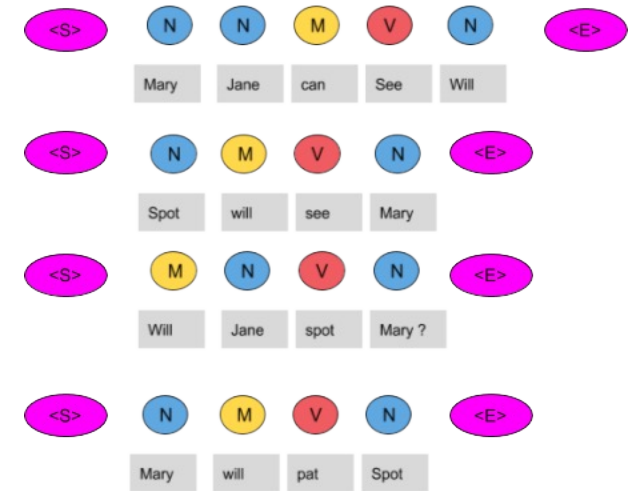 <S> N N M V N <E>
Mary Jane can See Will
<S> N M V N <E>
Spot will see Mary
<S> M N V N <E>
Will Jane spot Mary ?
<S> N M V N <E>
Mary will pat Spot